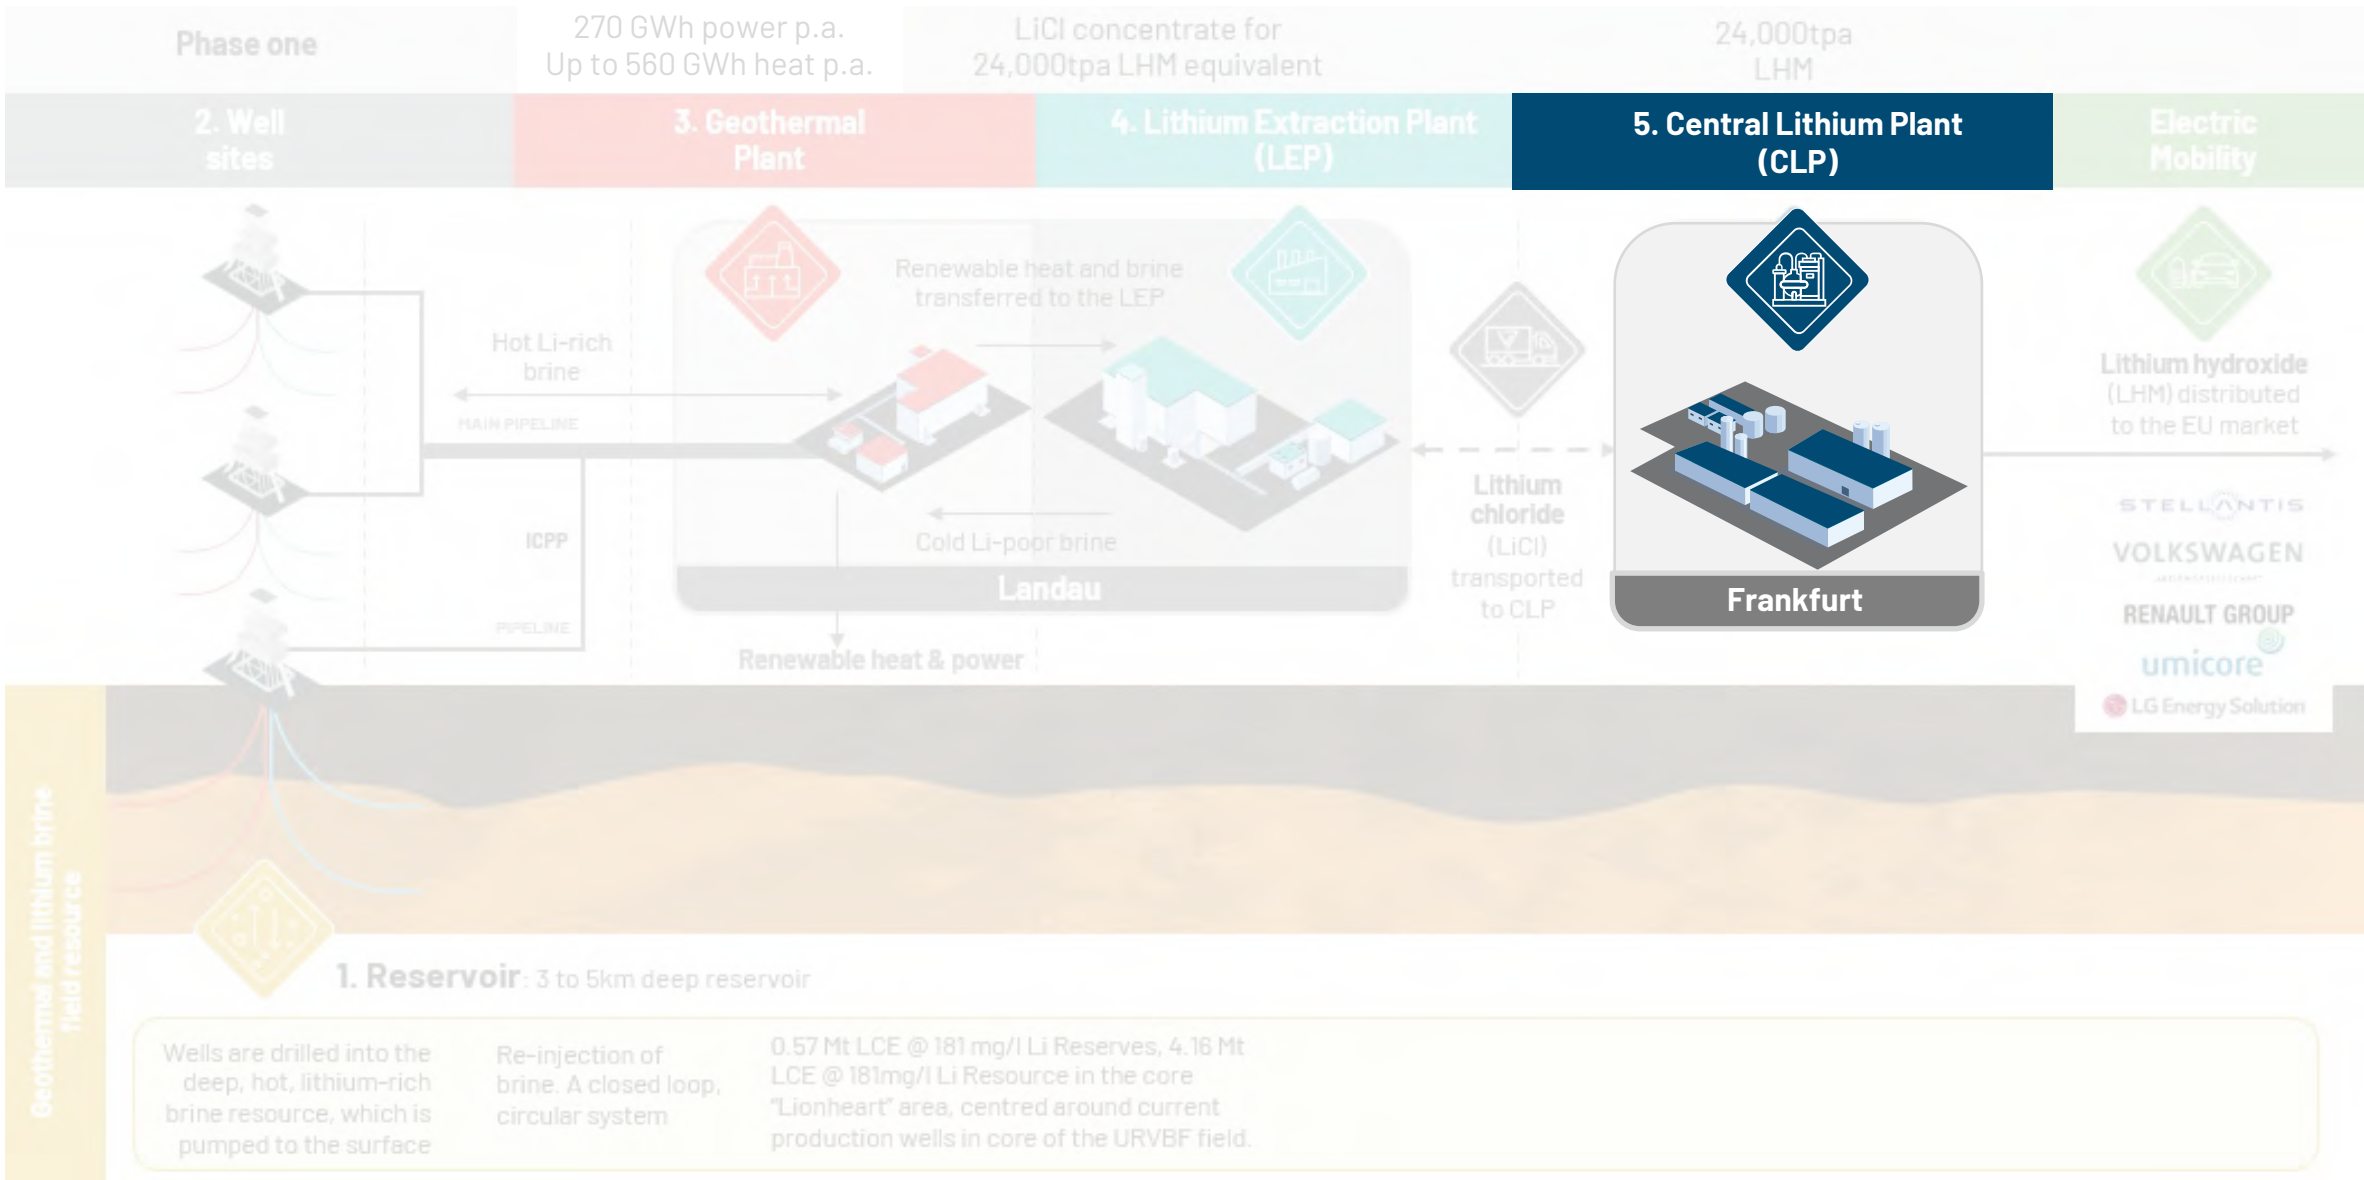 Phase one
270 GWh power p.a.
Up to 560 GWh heat p.a.
LiCl concentrate for
24,000tpa LHM equivalent
24,000tpa
LHM
2. Well
sites
3. Geothermal
Plant
4. Lithium Extraction Plant
(LEP)
5. Central Lithium Plant
(CLP)
Electric
Mobility
Hot Li-rich
brine
MAIN PIPELINE
ICPP
PIPELINE
Renewable heat and brine
transferred to the LEP
Cold Li-poor brine
Landau
Renewable heat & power
Lithium
chloride
(LiCl)
transported
to CLP
Frankfurt
Lithium hydroxide
(LHM) distributed
to the EU market
STELLANTIS
VOLKSWAGEN
RENAULT GROUP
umicore
LG Energy Solution
Geothermal and lithium brine
field resource
1. Reservoir: 3 to 5km deep reservoir
Wells are drilled into the
deep, hot, lithium-rich
brine resource, which is
pumped to the surface
Re-injection of
brine. A closed loop,
circular system
0.57 Mt LCE @ 181 mg/l Li Reserves, 4.16 Mt
LCE @ 181mg/l Li Resource in the core
"Lionheart" area, centred around current
production wells in core of the URVBF field.